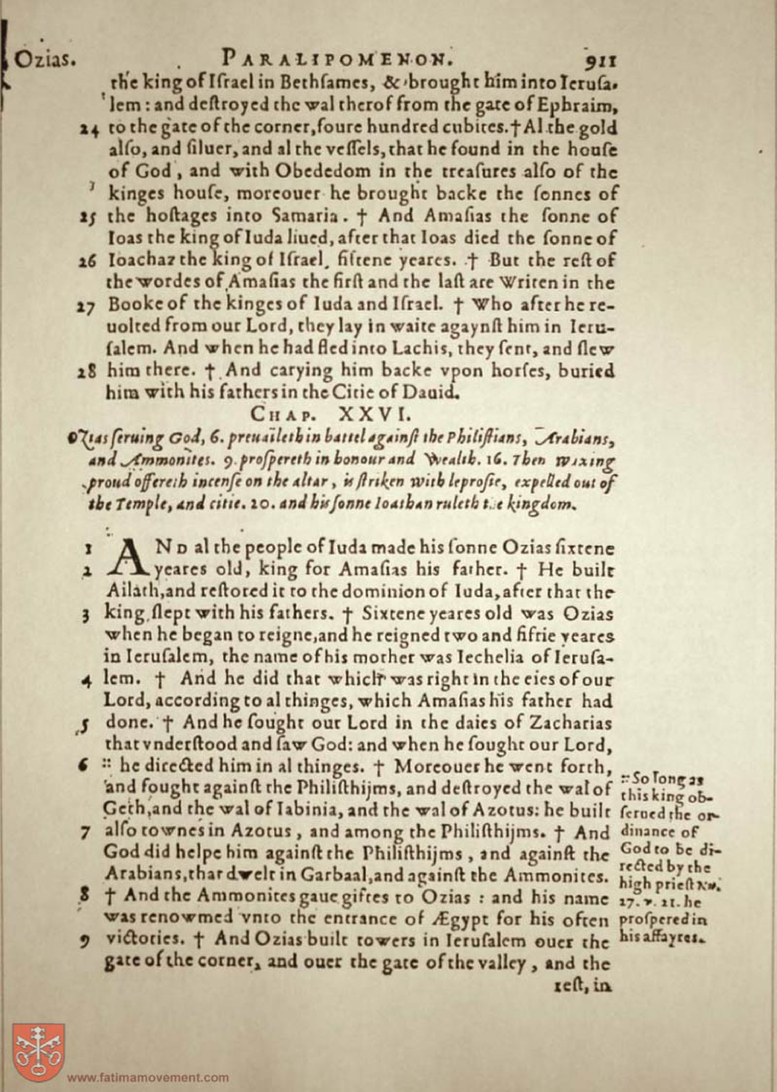 Ozias. PARALIPOMENON. 911
the king of Iſrael in Bethſames, & brought him into Ieruſa-
lem: and deſtroyed the wal therof from the gate of Ephraim,
24 to the gate of the corner, foure hundred cubites. † Al the gold
alſo, and ſiluer, and al the veſſels, that he found in the houſe
of God, and with Obededom in the treaſures alſo of the
kinges houſe, moreouer he brought backe the ſonnes of
25 the hoſtages into Samaria. † And Amaſias the ſonne of
Ioas the king of Iuda liued, after that Ioas died the ſonne of
26 Ioachaz the king of Iſrael, fiftene yeares. † But the reſt of
the wordes of Amaſias the firſt and the laſt are Writen in the
27 Booke of the kinges of Iuda and Iſrael. † Who after he re-
uolted from our Lord, they lay in waite agaynſt him in Ieru-
ſalem. And when he had fled into Lachis, they ſent, and ſlew
28 him there. † And carying him backe vpon horſes, buried
him with his fathers in the Citie of Dauid.
CHAP. XXVI.
Ozias ſeruing God, 6. preuaileth in battel againſt the Philiſtians, Arabians,
and Ammonites. 9. proſpereth in honour and Wealth. 16. Then waxing
proud offereth incenſe on the altar, is ſtriken with leproſie, expelled out of
the Temple, and citie. 20. and his ſonne Ioathan ruleth the kingdom.
1 AND al the people of Iuda made his ſonne Ozias ſixtene
2 yeares old, king for Amaſias his father. † He built
Ailath, and reſtored it to the dominion of Iuda, after that the
3 king ſlept with his fathers. † Sixtene yeares old was Ozias
when he began to reigne, and he reigned two and fiftie yeares
in Ieruſalem, the name of his mother was Iechelia of Ieruſa-
4 lem. † And he did that which was right in the eies of our
Lord, according to al thinges, which Amaſias his father had
5 done. † And he ſought our Lord in the daies of Zacharias
that vnderſtood and ſaw God: and when he ſought our Lord,
6 :: he directed him in al thinges. † Moreouer he went forth,
and fought againſt the Philiſthijms, and deſtroyed the wal of
Geth, and the wal of Iabinia, and the wal of Azotus: he built
7 alſo townes in Azotus, and among the Philiſthijms. † And
God did helpe him againſt the Philiſthijms, and againſt the
Arabians, that dwelt in Garbaal, and againſt the Ammonites.
8 † And the Ammonites gaue giftes to Ozias: and his name
was renowmed vnto the entrance of Ægypt for his often
9 victories. † And Ozias built towers in Ieruſalem ouer the
gate of the corner, and ouer the gate of the valley, and the
reſt, in
:: So long as
this king ob-
ſerued the or-
dinance of
God to be di-
rected by the
high prieſt Nu.
27. v. 21. he
proſpered in
his affayres.
www.fatimamovement.com